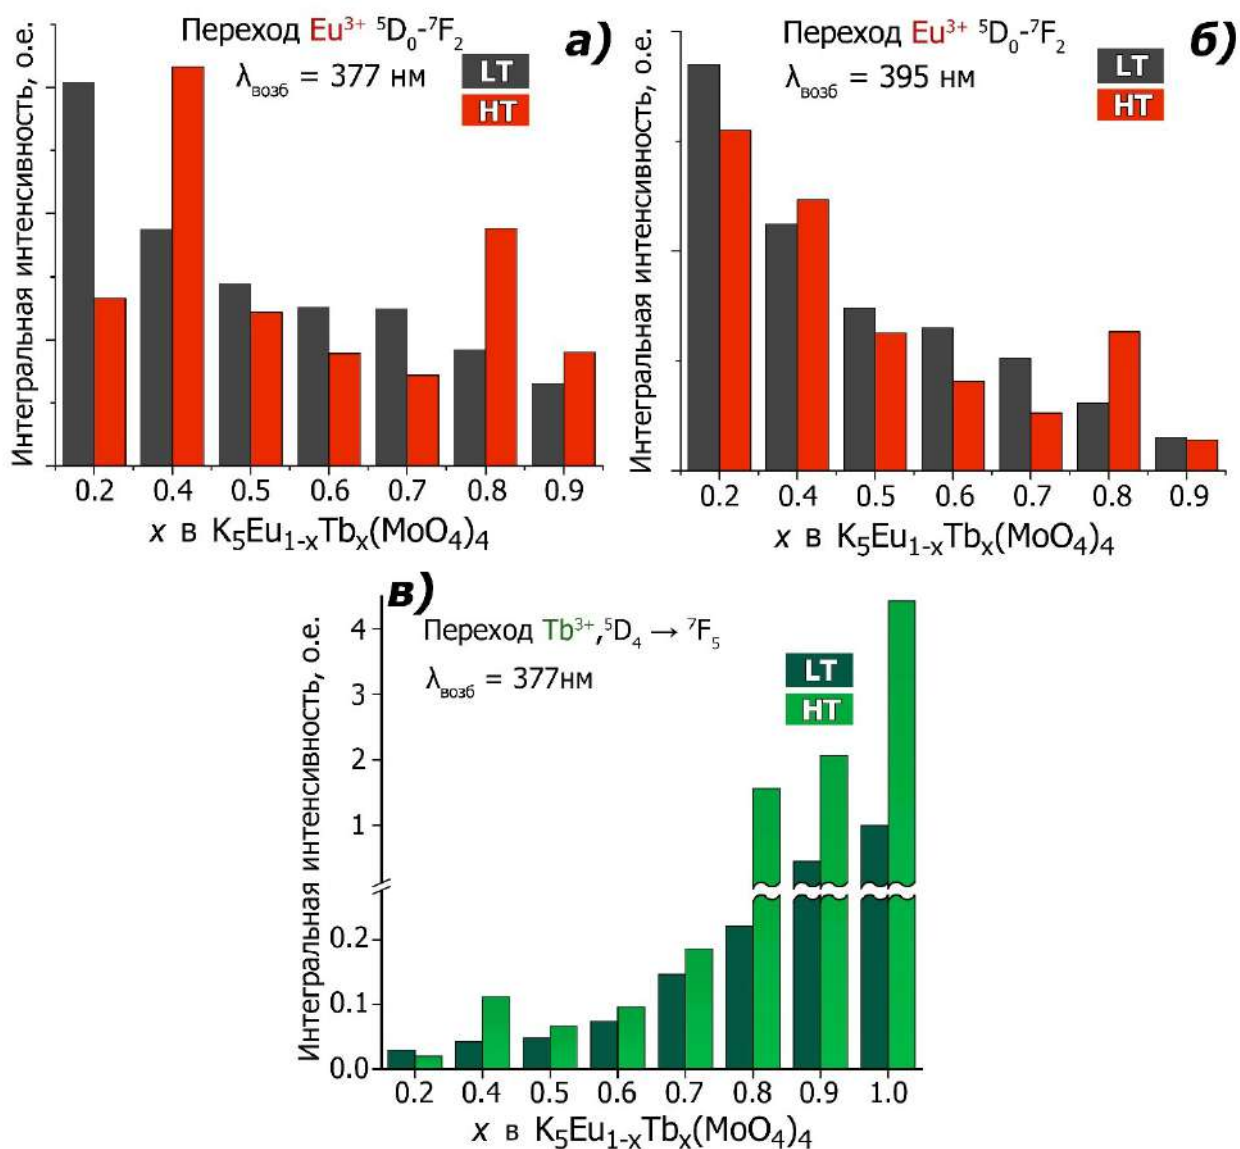 Переход Eu³⁺ ⁵D₀-⁷F₂
а)
λвозб = 377 нм
LT
HT
Интегральная интенсивность, о.е.
0.2 0.4 0.5 0.6 0.7 0.8 0.9
x в K₅Eu₁₋ₓTbₓ(MoO₄)₄
Переход Eu³⁺ ⁵D₀-⁷F₂
б)
λвозб = 395 нм
LT
HT
Интегральная интенсивность, о.е.
0.2 0.4 0.5 0.6 0.7 0.8 0.9
x в K₅Eu₁₋ₓTbₓ(MoO₄)₄
в)
Переход Tb³⁺,⁵D₄ → ⁷F₅
λвозб = 377нм
LT
HT
Интегральная интенсивность, о.е.
4
3
2
1
0.2
0.1
0.0
0.2 0.4 0.5 0.6 0.7 0.8 0.9 1.0
x в K₅Eu₁₋ₓTbₓ(MoO₄)₄